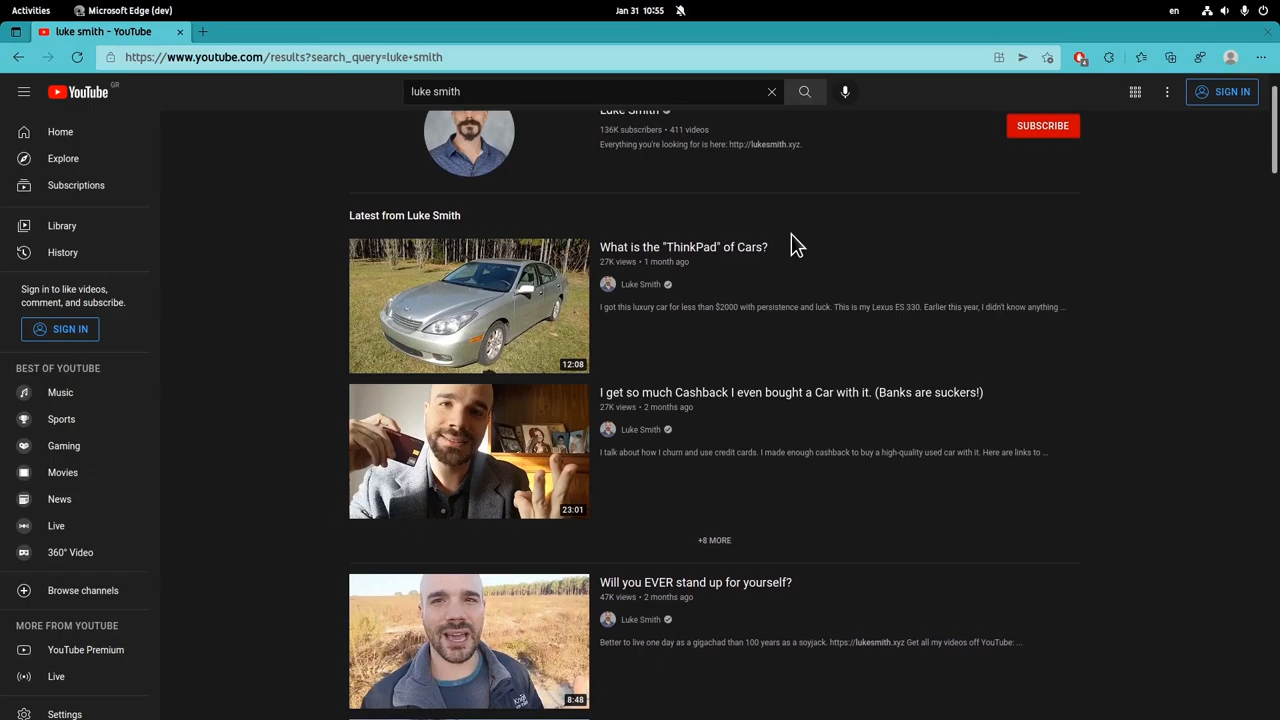 Activities
Microsoft Edge (dev)
Jan 31 10:55
en
luke smith - YouTube
https://www.youtube.com/results?search_query=luke+smith
YouTube GR
luke smith
SIGN IN
Home
Explore
Subscriptions
Library
History
Sign in to like videos,
comment, and subscribe.
SIGN IN
BEST OF YOUTUBE
Music
Sports
Gaming
Movies
News
Live
360° Video
Browse channels
MORE FROM YOUTUBE
YouTube Premium
Live
Settings
Luke Smith
136K subscribers • 411 videos
Everything you're looking for is here: http://lukesmith.xyz.
SUBSCRIBE
Latest from Luke Smith
12:08
What is the "ThinkPad" of Cars?
27K views • 1 month ago
Luke Smith
I got this luxury car for less than $2000 with persistence and luck. This is my Lexus ES 330. Earlier this year, I didn't know anything ...
23:01
I get so much Cashback I even bought a Car with it. (Banks are suckers!)
27K views • 2 months ago
Luke Smith
I talk about how I churn and use credit cards. I made enough cashback to buy a high-quality used car with it. Here are links to ...
+8 MORE
8:48
Will you EVER stand up for yourself?
47K views • 2 months ago
Luke Smith
Better to live one day as a gigachad than 100 years as a soyjack. https://lukesmith.xyz Get all my videos off YouTube: ...